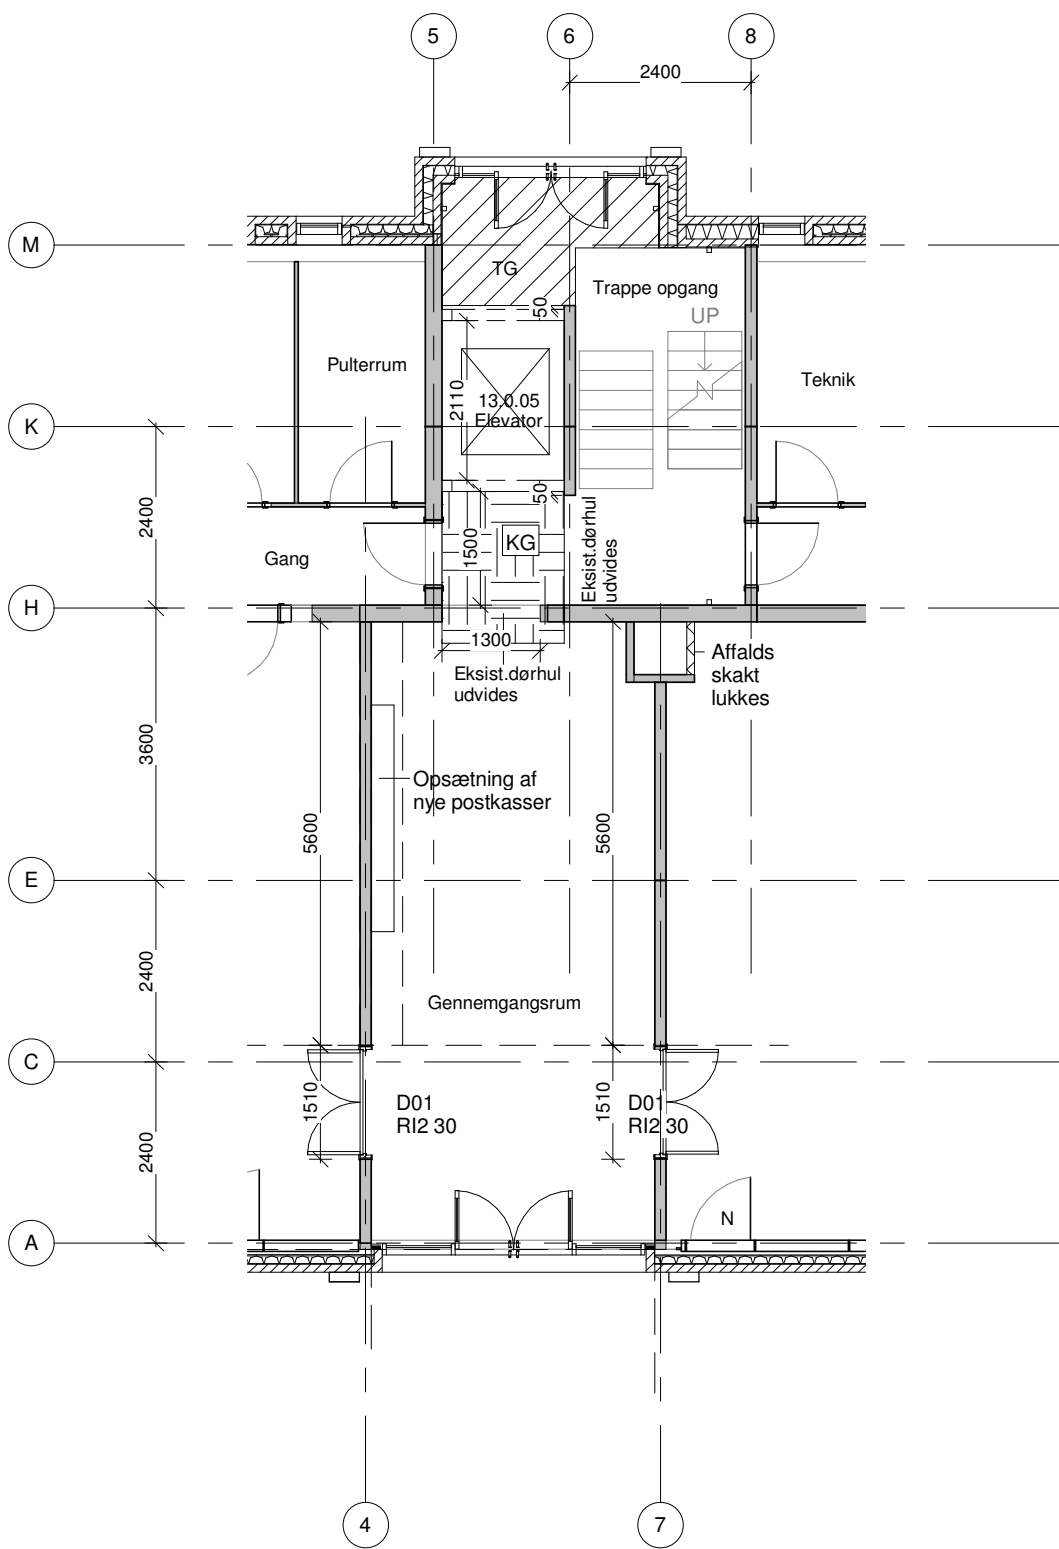 5
6
8
2400
M
TG
50
Trappe opgang
UP
Pulterrum
Teknik
13.0.05
Elevator
2110
K
50
2400
1500
KG
Eksist.dørhul
udvides
Gang
H
1300
Eksist.dørhul
udvides
Affalds
skakt
lukkes
3600
Opsætning af
nye postkasser
5600
5600
E
2400
Gennemgangsrum
C
1510
D01
RI2 30
1510
D01
RI2 30
2400
N
A
4
7